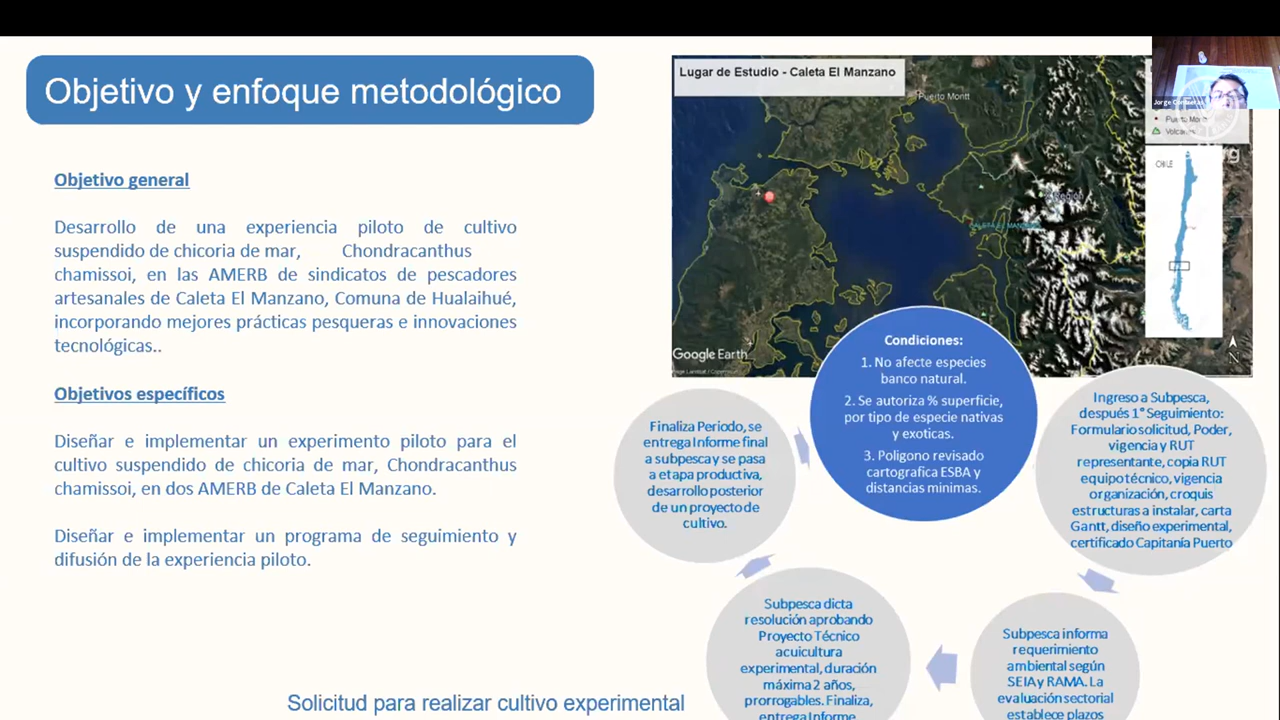 Objetivo y enfoque metodológico
Objetivo general
Desarrollo de una experiencia piloto de cultivo
suspendido de chicoria de mar, Chondracanthus
chamissoi, en las AMERB de sindicatos de pescadores
artesanales de Caleta El Manzano, Comuna de Hualaihué,
incorporando mejores prácticas pesqueras e innovaciones
tecnológicas..
Objetivos específicos
Diseñar e implementar un experimento piloto para el
cultivo suspendido de chicoria de mar, Chondracanthus
chamissoi, en dos AMERB de Caleta El Manzano.
Diseñar e implementar un programa de seguimiento y
difusión de la experiencia piloto.
Solicitud para realizar cultivo experimental
Lugar de Estudio - Caleta El Manzano
Puerto Montt
CALETA EL MANZANO
Google Earth
Volcanes
CHILE
N
Condiciones:
1. No afecte especies
banco natural.
2. Se autoriza % superficie,
por tipo de especie nativas
y exoticas.
3. Poligono revisado
cartografica ESBA y
distancias minimas.
Ingreso a Subpesca,
después 1° Seguimiento:
Formulario solicitud, Poder,
vigencia y RUT
representante, copia RUT
equipo técnico, vigencia
organización, croquis
estructuras a instalar, carta
Gantt, diseño experimental,
certificado Capitanía Puerto
Subpesca informa
requerimiento
ambiental según
SEIA y RAMA. La
evaluación sectorial
establece plazos
Subpesca dicta
resolución aprobando
Proyecto Técnico
acuicultura
experimental, duración
máxima 2 años,
prorrogables. Finaliza,
entrega Informe
Finaliza Periodo, se
entrega Informe final
a subpesca y se pasa
a etapa productiva,
desarrollo posterior
de un proyecto de
cultivo.
Jorge